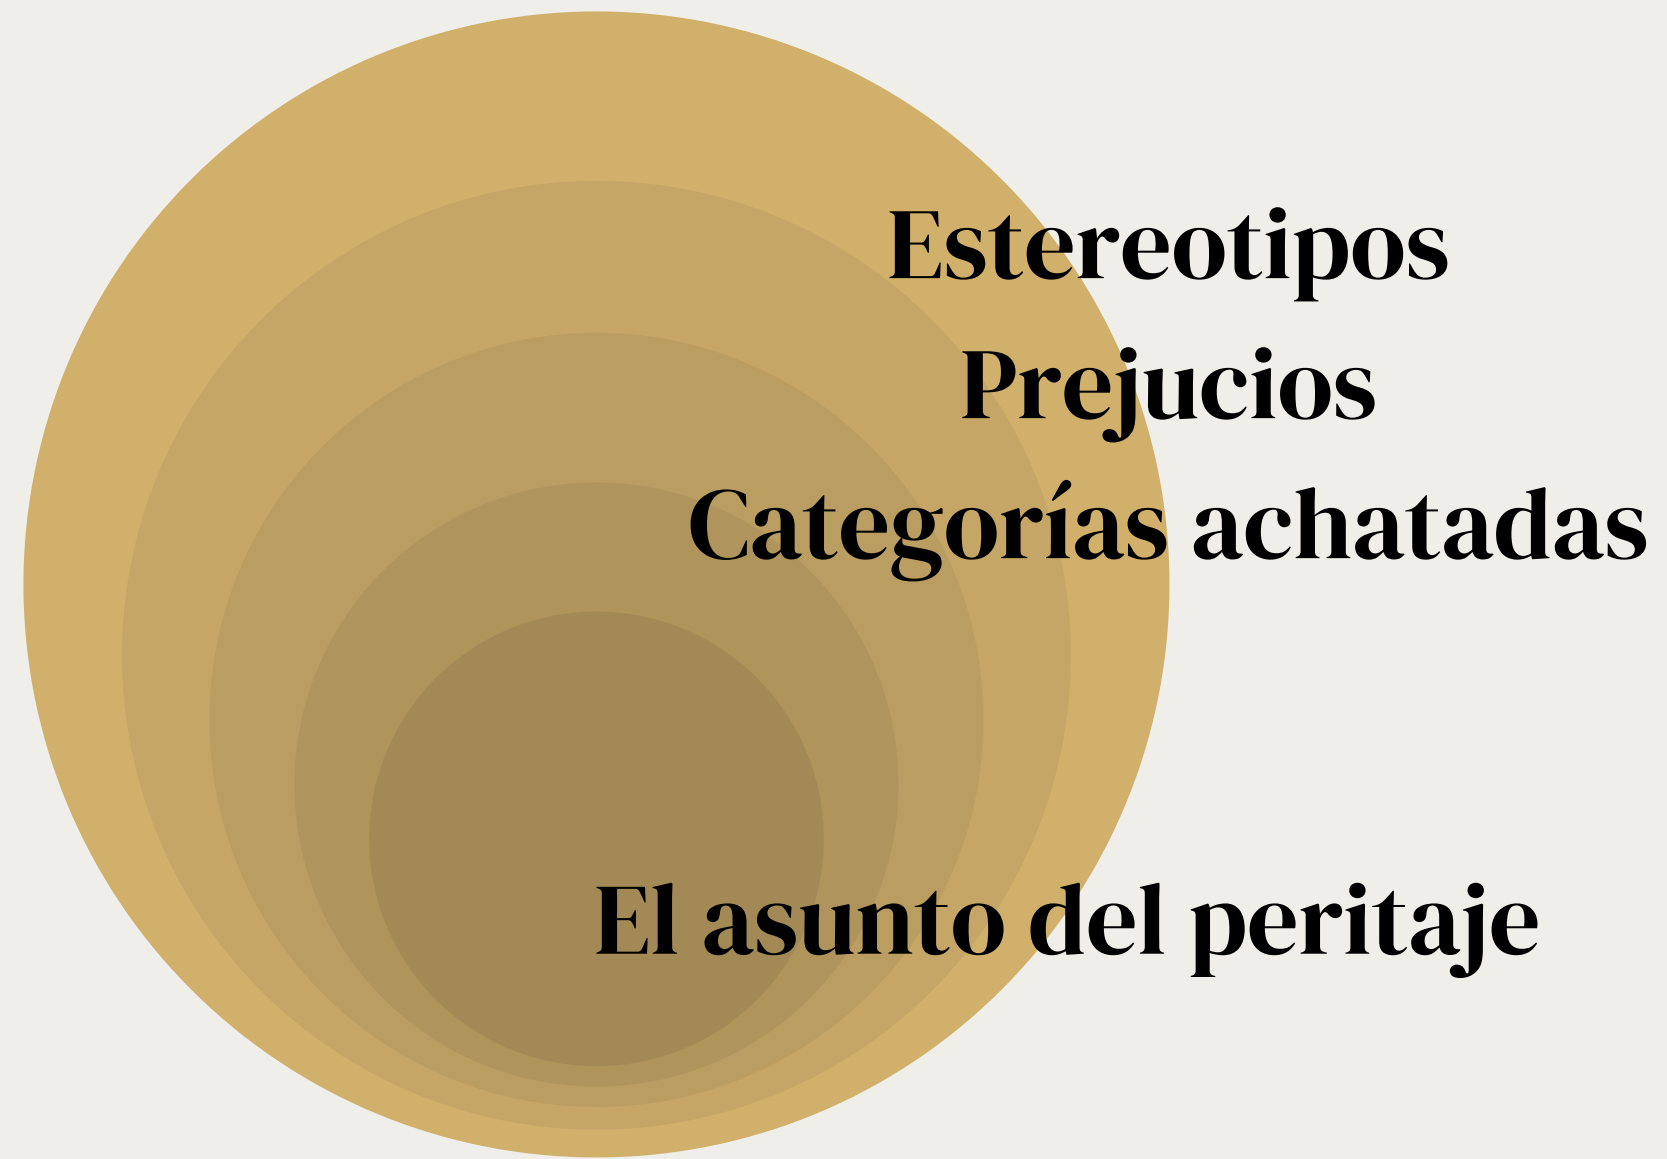 Estereotipos
Prejucios
Categorías achatadas
El asunto del peritaje